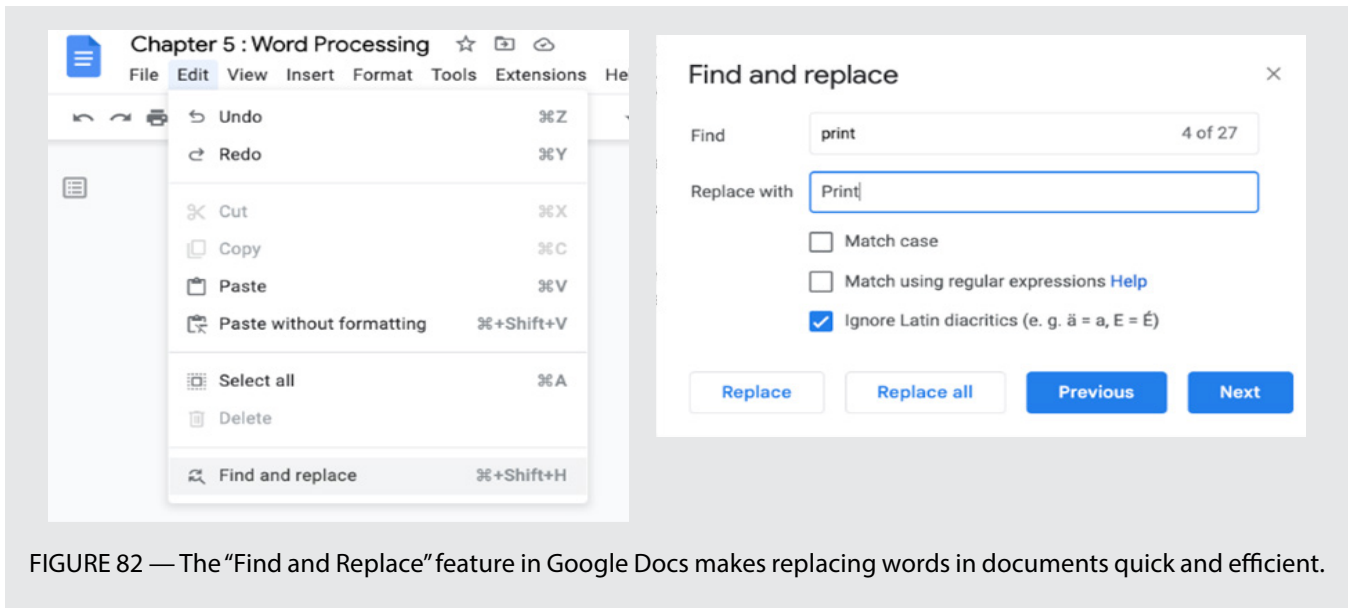 Chapter 5 : Word Processing
File Edit View Insert Format Tools Extensions He
Undo ⌘Z
Redo ⌘Y
Cut ⌘X
Copy ⌘C
Paste ⌘V
Paste without formatting ⌘+Shift+V
Select all ⌘A
Delete
Find and replace ⌘+Shift+H
Find and replace
Find print 4 of 27
Replace with Print
Match case
Match using regular expressions Help
Ignore Latin diacritics (e. g. ä = a, E = É)
Replace Replace all Previous Next
FIGURE 82 — The “Find and Replace” feature in Google Docs makes replacing words in documents quick and efficient.